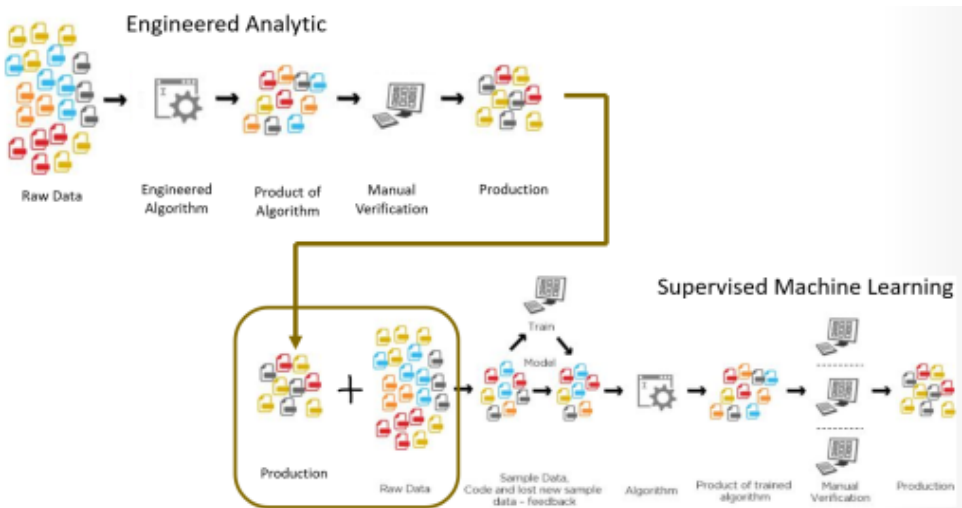 Engineered Analytic
Raw Data
Engineered
Algorithm
Product of
Algorithm
Manual
Verification
Production
Supervised Machine Learning
Train
Model
Production
Raw Data
Sample Data,
Code and lost new sample
data - feedback
Algorithm
Product of trained
algorithm
Manual
Verification
Production